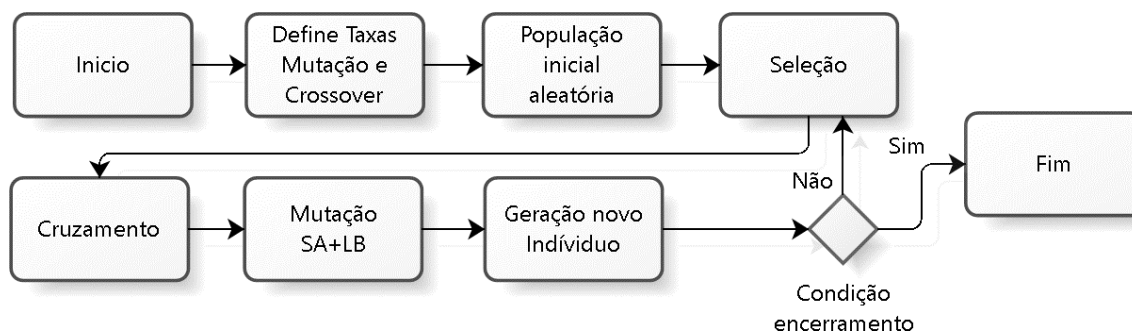 Inicio
Define Taxas
Mutação e
Crossover
População
inicial
aleatória
Seleção
Cruzamento
Mutação
SA+LB
Geração novo
Indíviduo
Não
Sim
Fim
Condição
encerramento